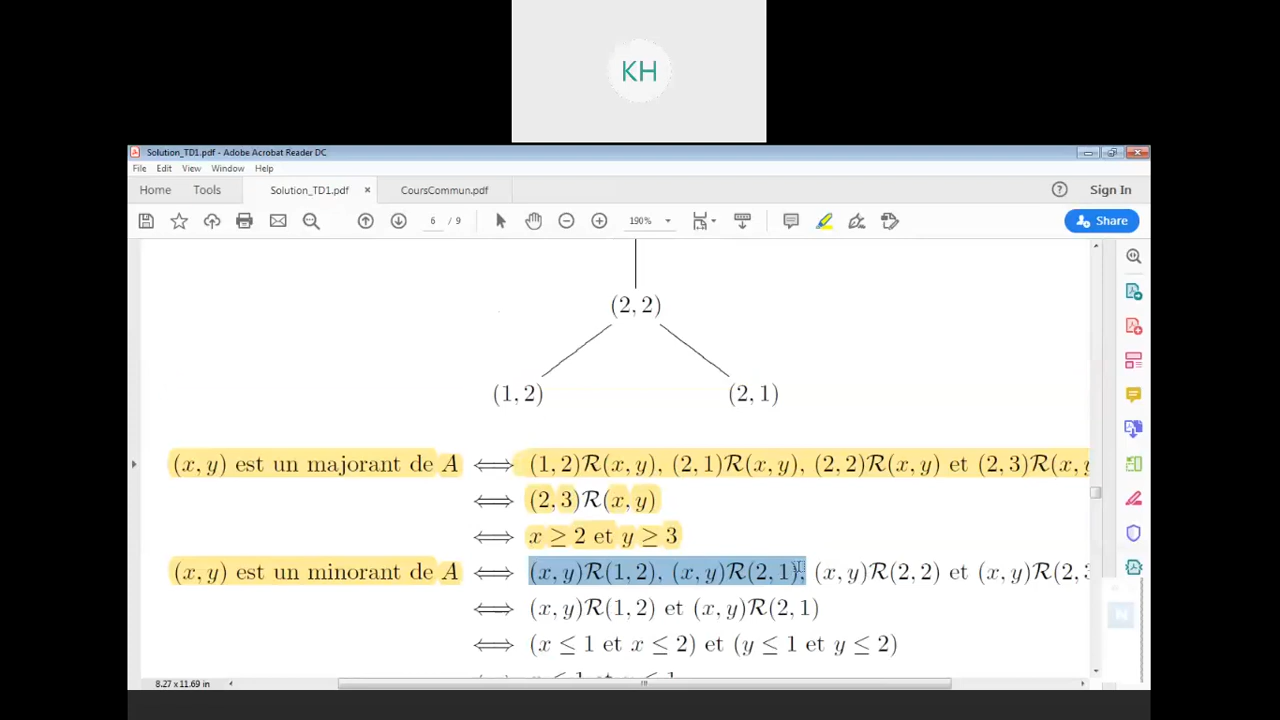 KH
Solution_TD1.pdf - Adobe Acrobat Reader DC
File Edit View Window Help
Home Tools Solution_TD1.pdf × CoursCommun.pdf Sign In
6 / 9 190% Share
(2, 2)
(1, 2) (2, 1)
(x, y) est un majorant de A ⟺ (1, 2)ℛ(x, y), (2, 1)ℛ(x, y), (2, 2)ℛ(x, y) et (2, 3)ℛ(x, y
⟺ (2, 3)ℛ(x, y)
⟺ x ≥ 2 et y ≥ 3
(x, y) est un minorant de A ⟺ (x, y)ℛ(1, 2), (x, y)ℛ(2, 1), (x, y)ℛ(2, 2) et (x, y)ℛ(2, 3
⟺ (x, y)ℛ(1, 2) et (x, y)ℛ(2, 1)
⟺ (x ≤ 1 et x ≤ 2) et (y ≤ 1 et y ≤ 2)
N
8.27 x 11.69 in